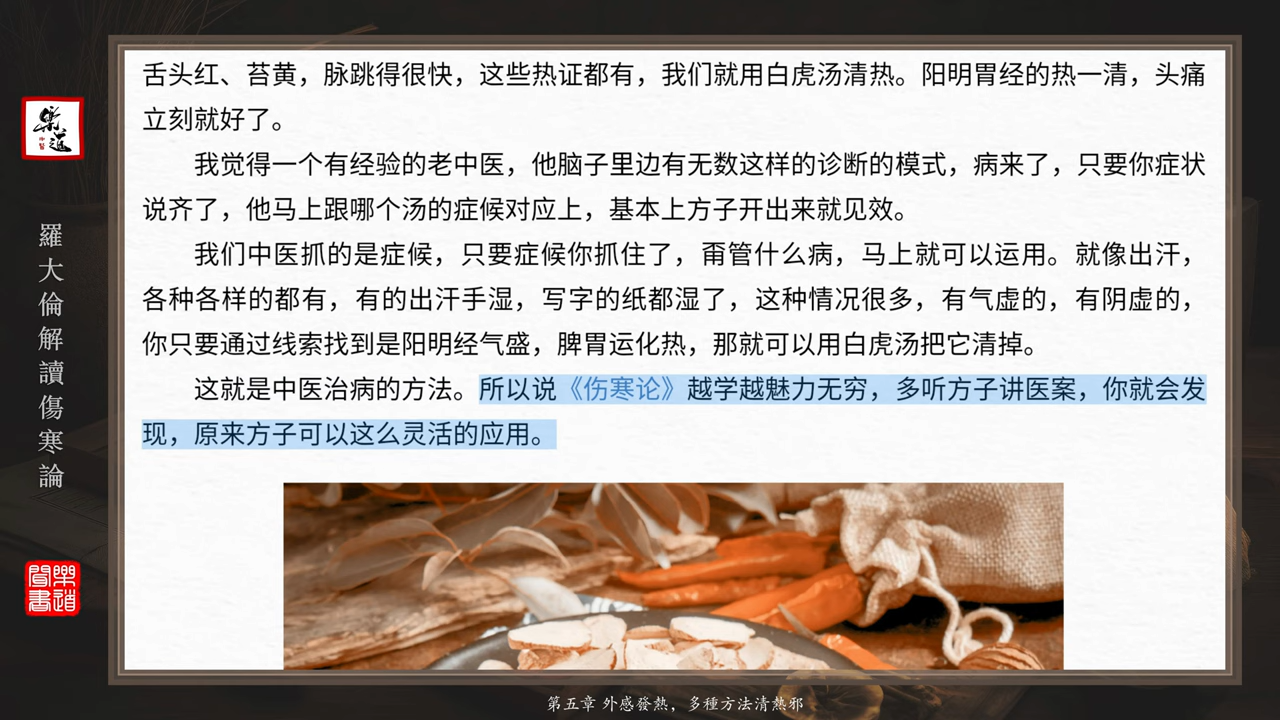 舌头红、苔黄，脉跳得很快，这些热证都有，我们就用白虎汤清热。阳明胃经的热一清，头痛
立刻就好了。
我觉得一个有经验的老中医，他脑子里边有无数这样的诊断的模式，病来了，只要你症状
说齐了，他马上跟哪个汤的症候对应上，基本上方子开出来就见效。
我们中医抓的是症候，只要症候你抓住了，甭管什么病，马上就可以运用。就像出汗，
各种各样的都有，有的出汗手湿，写字的纸都湿了，这种情况很多，有气虚的，有阴虚的，
你只要通过线索找到是阳明经气盛，脾胃运化热，那就可以用白虎汤把它清掉。
这就是中医治病的方法。所以说《伤寒论》越学越魅力无穷，多听方子讲医案，你就会发
现，原来方子可以这么灵活的应用。
樂道
中醫
羅大倫解讀傷寒論
樂道
聞書
第五章 外感發熱，多種方法清熱邪